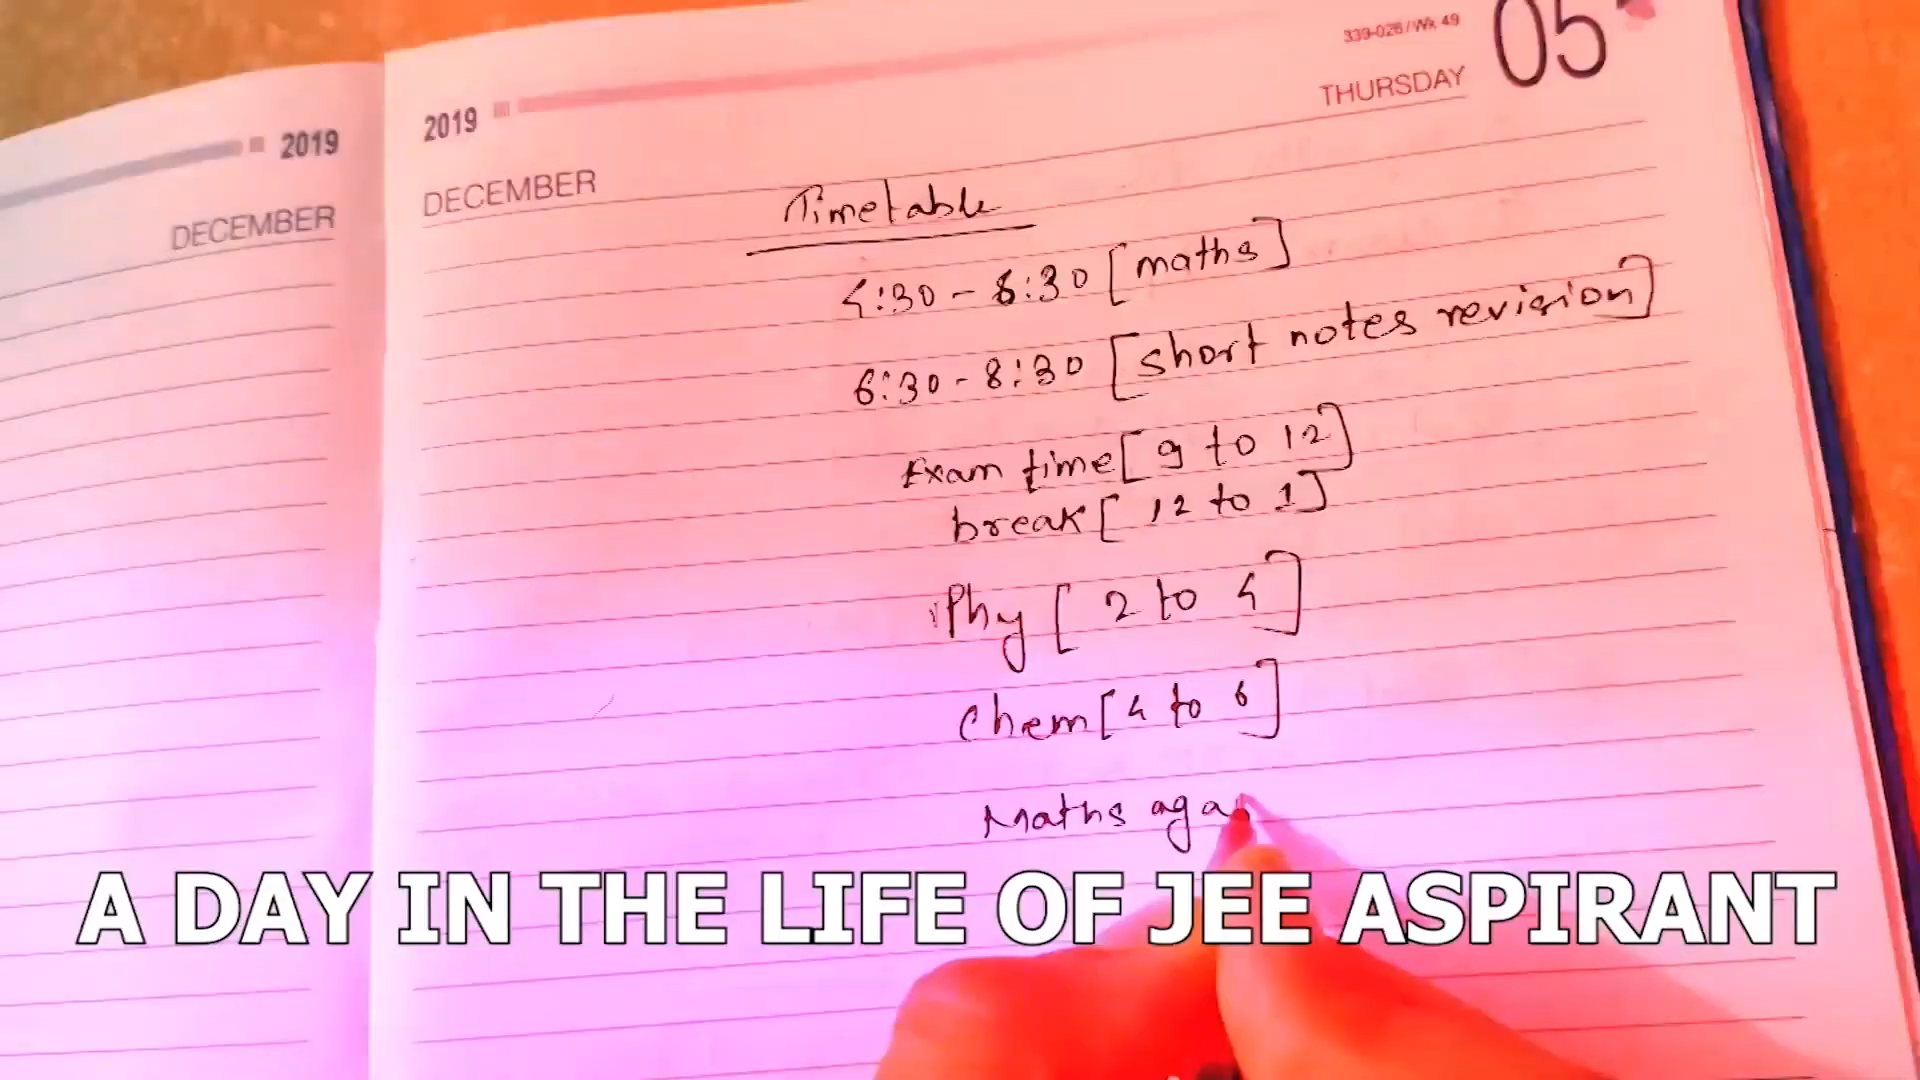 2019
DECEMBER
2019
DECEMBER
339-026/Wk 49
THURSDAY
05
Timetable
4:30 - 6:30 [maths]
6:30 - 8:30 [short notes revision]
Exam time [9 to 12]
break [12 to 1]
Phy [2 to 4]
Chem [4 to 6]
Maths aga
A DAY IN THE LIFE OF JEE ASPIRANT